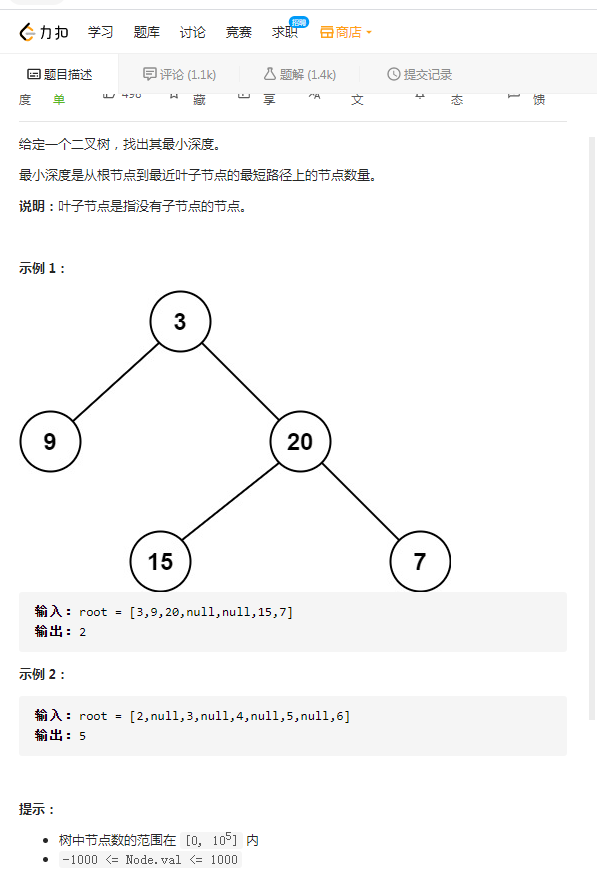 力扣 学习 题库 讨论 竞赛 求职 招聘 商店
题目描述 评论 (1.1k) 题解 (1.4k) 提交记录
度 单 498 藏 享 文 态 馈
给定一个二叉树，找出其最小深度。
最小深度是从根节点到最近叶子节点的最短路径上的节点数量。
说明：叶子节点是指没有子节点的节点。
示例 1：
3
9 20
15 7
输入：root = [3,9,20,null,null,15,7]
输出：2
示例 2：
输入：root = [2,null,3,null,4,null,5,null,6]
输出：5
提示：
树中节点数的范围在 [0, 10⁵] 内
-1000 <= Node.val <= 1000